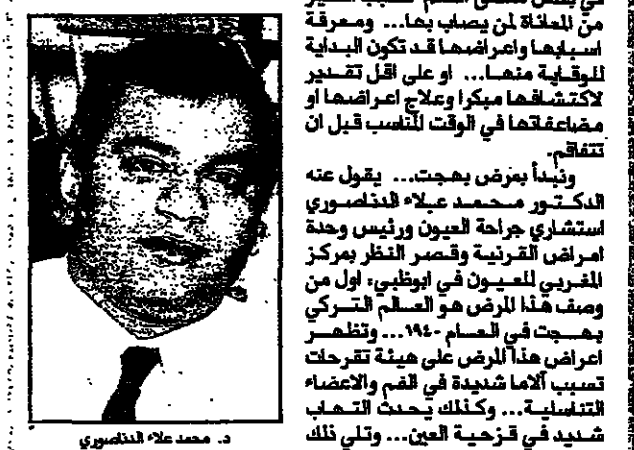 من المعاناة لمن يصاب بها... ومعرفة
اسبابها واعراضها قد تكون البداية
للوقاية منها... او على اقل تقدير
لاكتشافها مبكرا وعلاج اعراضها او
مضاعفاتها في الوقت المناسب قبل ان
تتفاقم.
ونبدأ بمرض بهجت... يقول عنه
الدكتور محمد علاء الدناصوري
استشاري جراحة العيون ورئيس وحدة
امراض القرنية وقصر النظر بمركز
المغربي للعيون في ابوظبي، اول من
وصف هذا المرض هو العالم التركي
بهجت في العام ١٩٤٠... وتظهر
اعراض هذا المرض على هيئة تقرحات
تسبب آلاما شديدة في الفم والاعضاء
التناسلية... وكذلك يحدث التهاب
شديد في قزحية العين... وتلي ذلك
د. محمد علاء الدناصوري